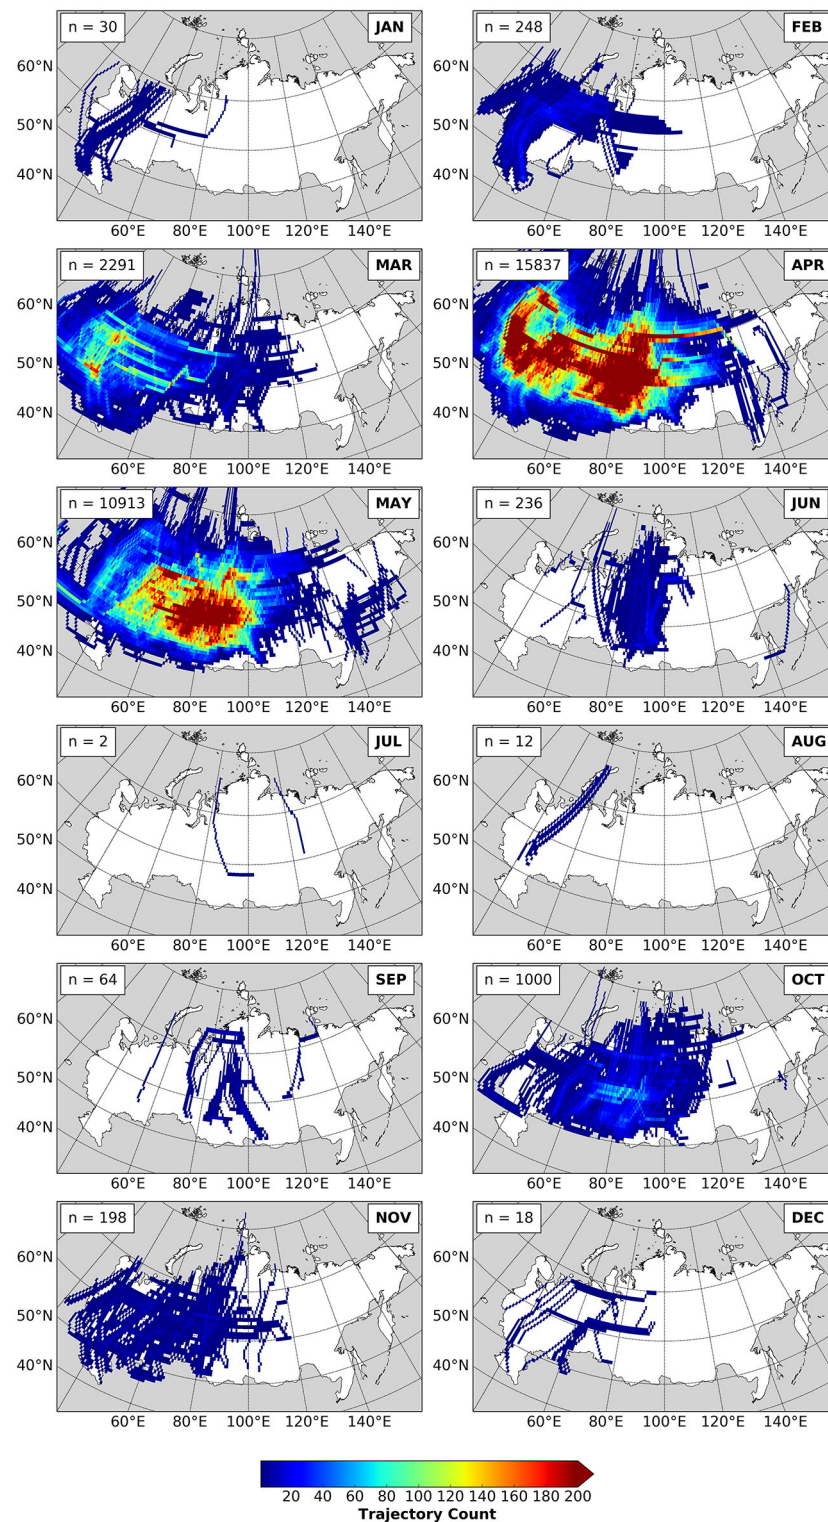 n = 30 JAN n = 248 FEB
60°N 60°N
50°N 50°N
40°N 40°N
60°E 80°E 100°E 120°E 140°E 60°E 80°E 100°E 120°E 140°E
n = 2291 MAR n = 15837 APR
60°N 60°N
50°N 50°N
40°N 40°N
60°E 80°E 100°E 120°E 140°E 60°E 80°E 100°E 120°E 140°E
n = 10913 MAY n = 236 JUN
60°N 60°N
50°N 50°N
40°N 40°N
60°E 80°E 100°E 120°E 140°E 60°E 80°E 100°E 120°E 140°E
n = 2 JUL n = 12 AUG
60°N 60°N
50°N 50°N
40°N 40°N
60°E 80°E 100°E 120°E 140°E 60°E 80°E 100°E 120°E 140°E
n = 64 SEP n = 1000 OCT
60°N 60°N
50°N 50°N
40°N 40°N
60°E 80°E 100°E 120°E 140°E 60°E 80°E 100°E 120°E 140°E
n = 198 NOV n = 18 DEC
60°N 60°N
50°N 50°N
40°N 40°N
60°E 80°E 100°E 120°E 140°E 60°E 80°E 100°E 120°E 140°E
20 40 60 80 100 120 140 160 180 200
Trajectory Count